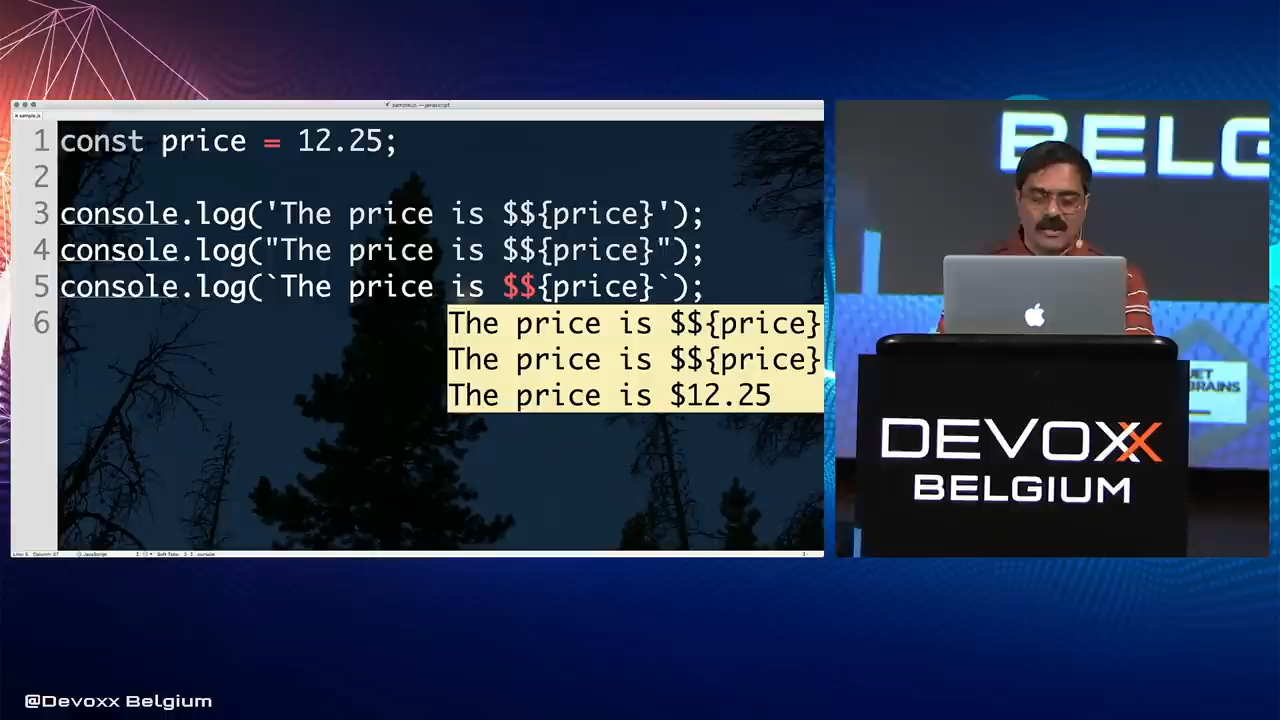 1 const price = 12.25;
2
3 console.log('The price is $${price}');
4 console.log("The price is $${price}");
5 console.log(`The price is $${price}`);
6
The price is $${price}
The price is $${price}
The price is $12.25
BELG
JET
BRAINS
DEVOXX
BELGIUM
@Devoxx Belgium